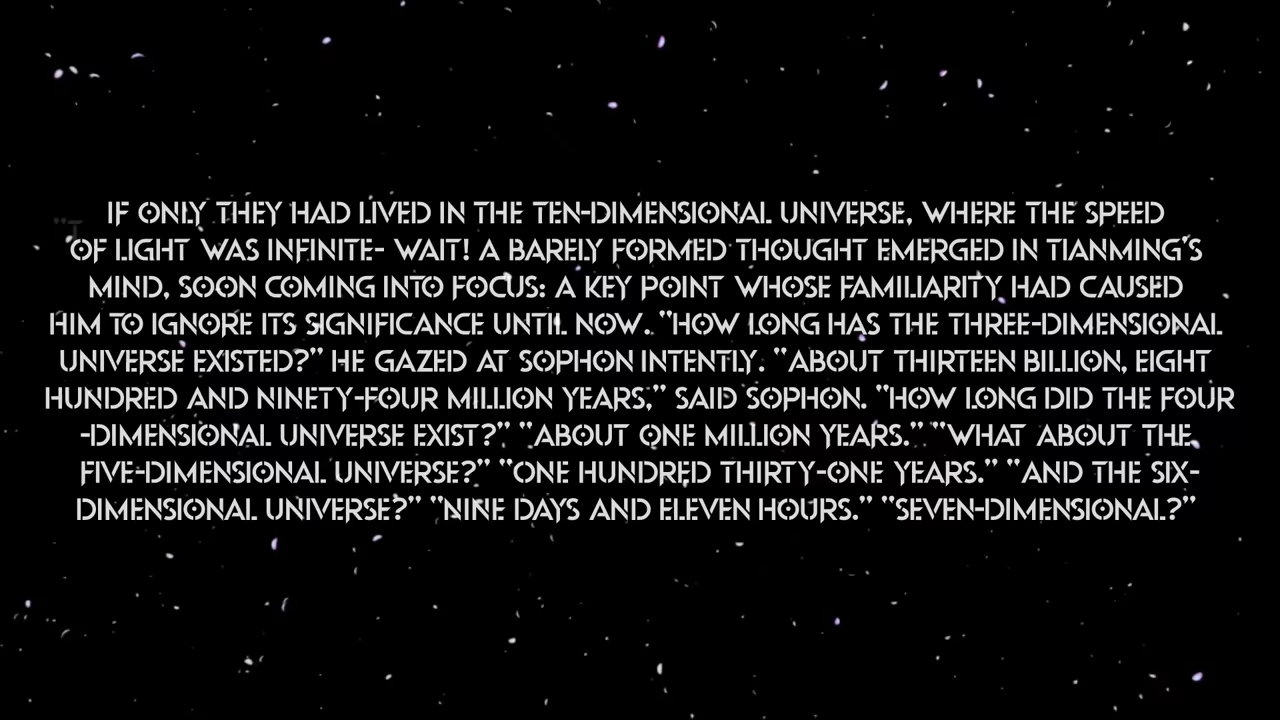 IF ONLY THEY HAD LIVED IN THE TEN-DIMENSIONAL UNIVERSE, WHERE THE SPEED
OF LIGHT WAS INFINITE- WAIT! A BARELY FORMED THOUGHT EMERGED IN TIANMING'S
MIND, SOON COMING INTO FOCUS: A KEY POINT WHOSE FAMILIARITY HAD CAUSED
HIM TO IGNORE ITS SIGNIFICANCE UNTIL NOW. "HOW LONG HAS THE THREE-DIMENSIONAL
UNIVERSE EXISTED?" HE GAZED AT SOPHON INTENTLY. "ABOUT THIRTEEN BILLION, EIGHT
HUNDRED AND NINETY-FOUR MILLION YEARS," SAID SOPHON. "HOW LONG DID THE FOUR
-DIMENSIONAL UNIVERSE EXIST?" "ABOUT ONE MILLION YEARS." "WHAT ABOUT THE
FIVE-DIMENSIONAL UNIVERSE?" "ONE HUNDRED THIRTY-ONE YEARS." "AND THE SIX-
DIMENSIONAL UNIVERSE?" "NINE DAYS AND ELEVEN HOURS." "SEVEN-DIMENSIONAL?"